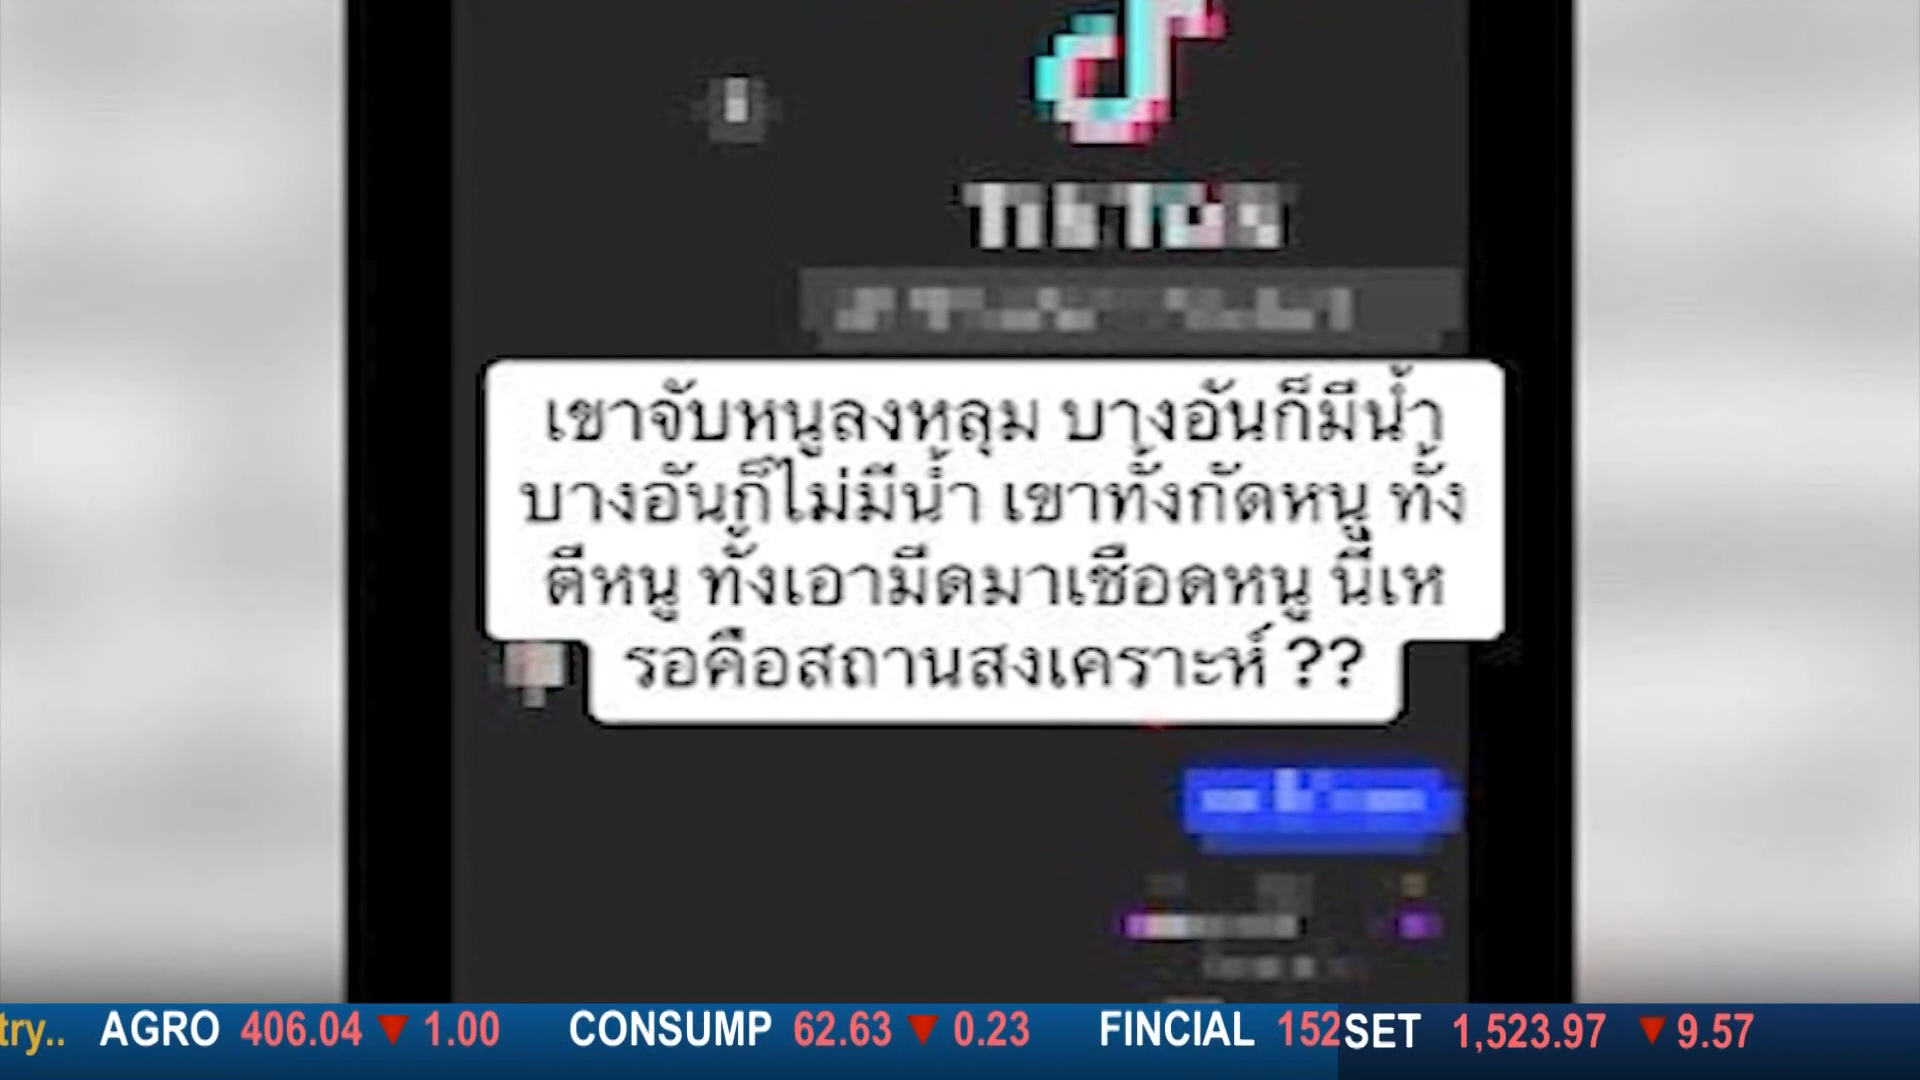 TikTok
เขาจับหนูลงหลุม บางอันก็มีน้ำ
บางอันก็ไม่มีน้ำ เขาทั้งกัดหนู ทั้ง
ตีหนู ทั้งเอามีดมาเชือดหนู นี่เห
รอคือสถานสงเคราะห์ ??
try.. AGRO 406.04 ▼ 1.00 CONSUMP 62.63 ▼ 0.23 FINCIAL 152 SET 1,523.97 ▼ 9.57